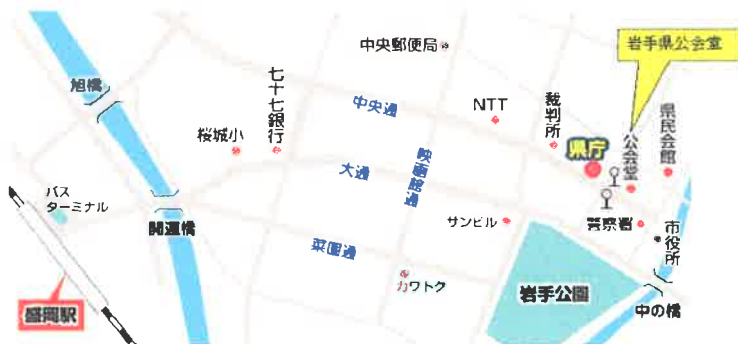 中央郵便局
岩手県公会堂
旭橋
七十七銀行
中央通
NTT
裁判所
県民会館
桜城小
映画館通
県庁
公会堂
大通
バス
ターミナル
開運橋
サンビル
警察署
市役所
菜園通
カワトク
岩手公園
盛岡駅
中の橋